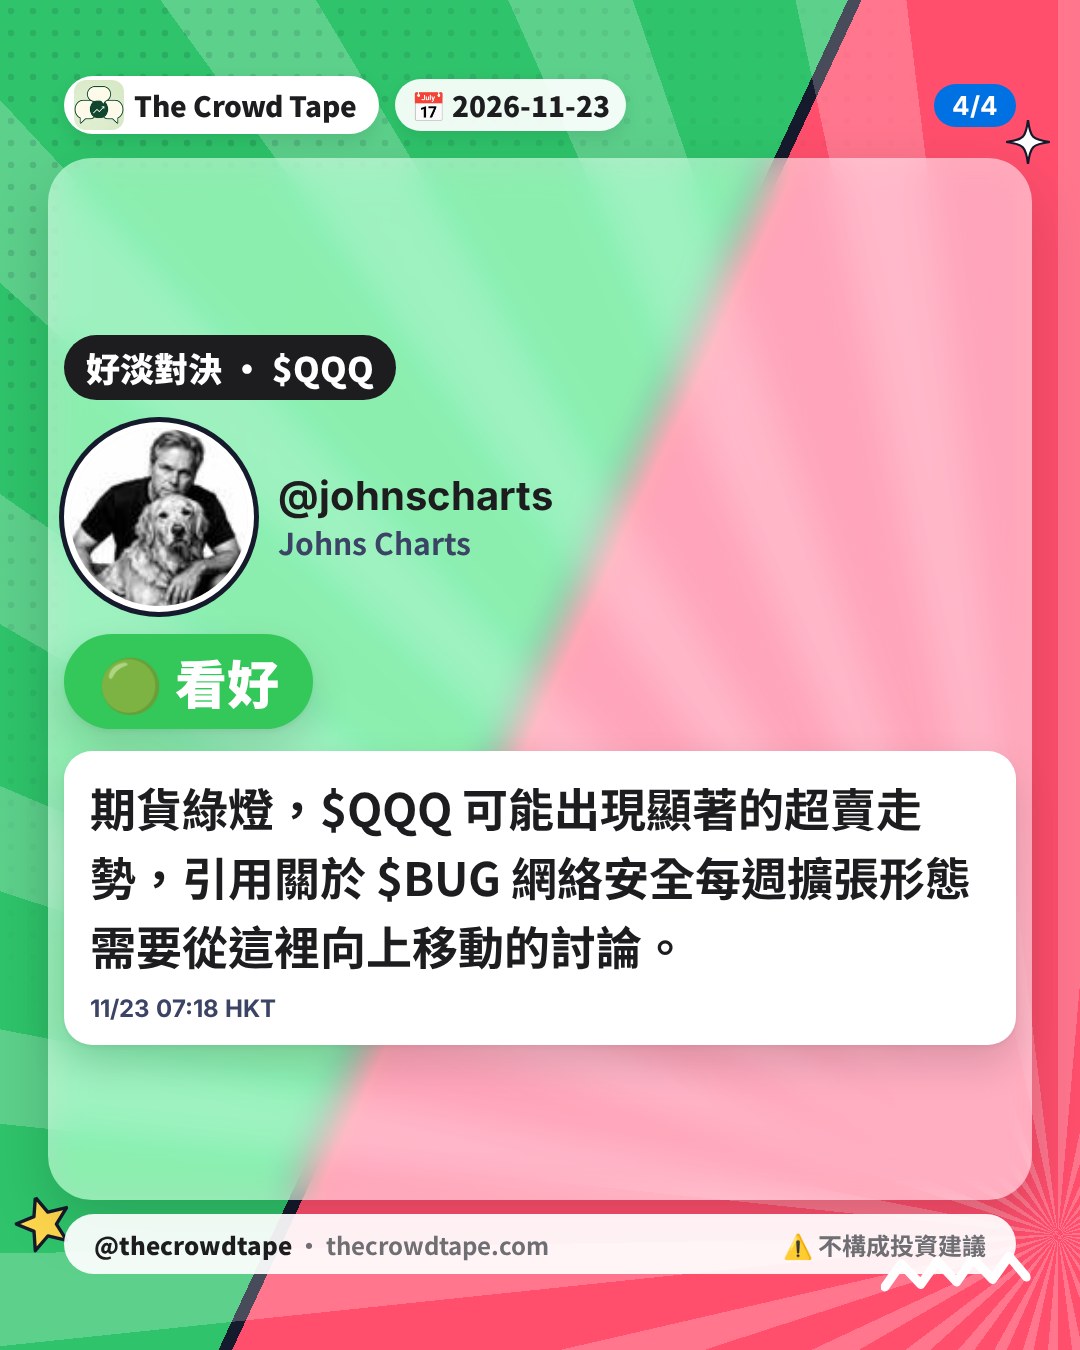 The Crowd Tape
📅 2026-11-23
4/4
好淡對決 · $QQQ
@johnscharts
Johns Charts
🟢 看好
期貨綠燈，$QQQ 可能出現顯著的超賣走
勢，引用關於 $BUG 網絡安全每週擴張形態
需要從這裡向上移動的討論。
11/23 07:18 HKT
@thecrowdtape · thecrowdtape.com
⚠️ 不構成投資建議